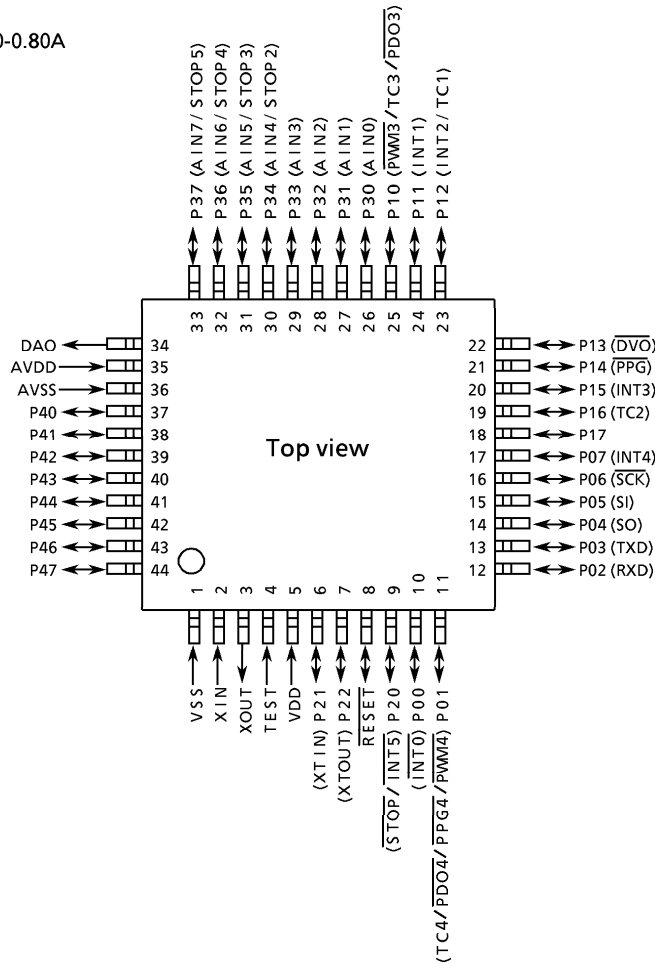 0-0.80A
P37 (AIN7/ STOP5)
P36 (AIN6/ STOP4)
P35 (AIN5/ STOP3)
P34 (AIN4/ STOP2)
P33 (AIN3)
P32 (AIN2)
P31 (AIN1)
P30 (AIN0)
P10 (PWM3/TC3/PDO3)
P11 (INT1)
P12 (INT2/ TC1)
33 32 31 30 29 28 27 26 25 24 23
DAO 34
AVDD 35
AVSS 36
P40 37
P41 38
P42 39
P43 40
P44 41
P45 42
P46 43
P47 44
Top view
22 P13 (DVO)
21 P14 (PPG)
20 P15 (INT3)
19 P16 (TC2)
18 P17
17 P07 (INT4)
16 P06 (SCK)
15 P05 (SI)
14 P04 (SO)
13 P03 (TXD)
12 P02 (RXD)
1 2 3 4 5 6 7 8 9 10 11
VSS
XIN
XOUT
TEST
VDD
(XTIN) P21
(XTOUT) P22
RESET
(STOP/ INT5) P20
(INT0) P00
(TC4/PDO4/PPG4/PWM4) P01